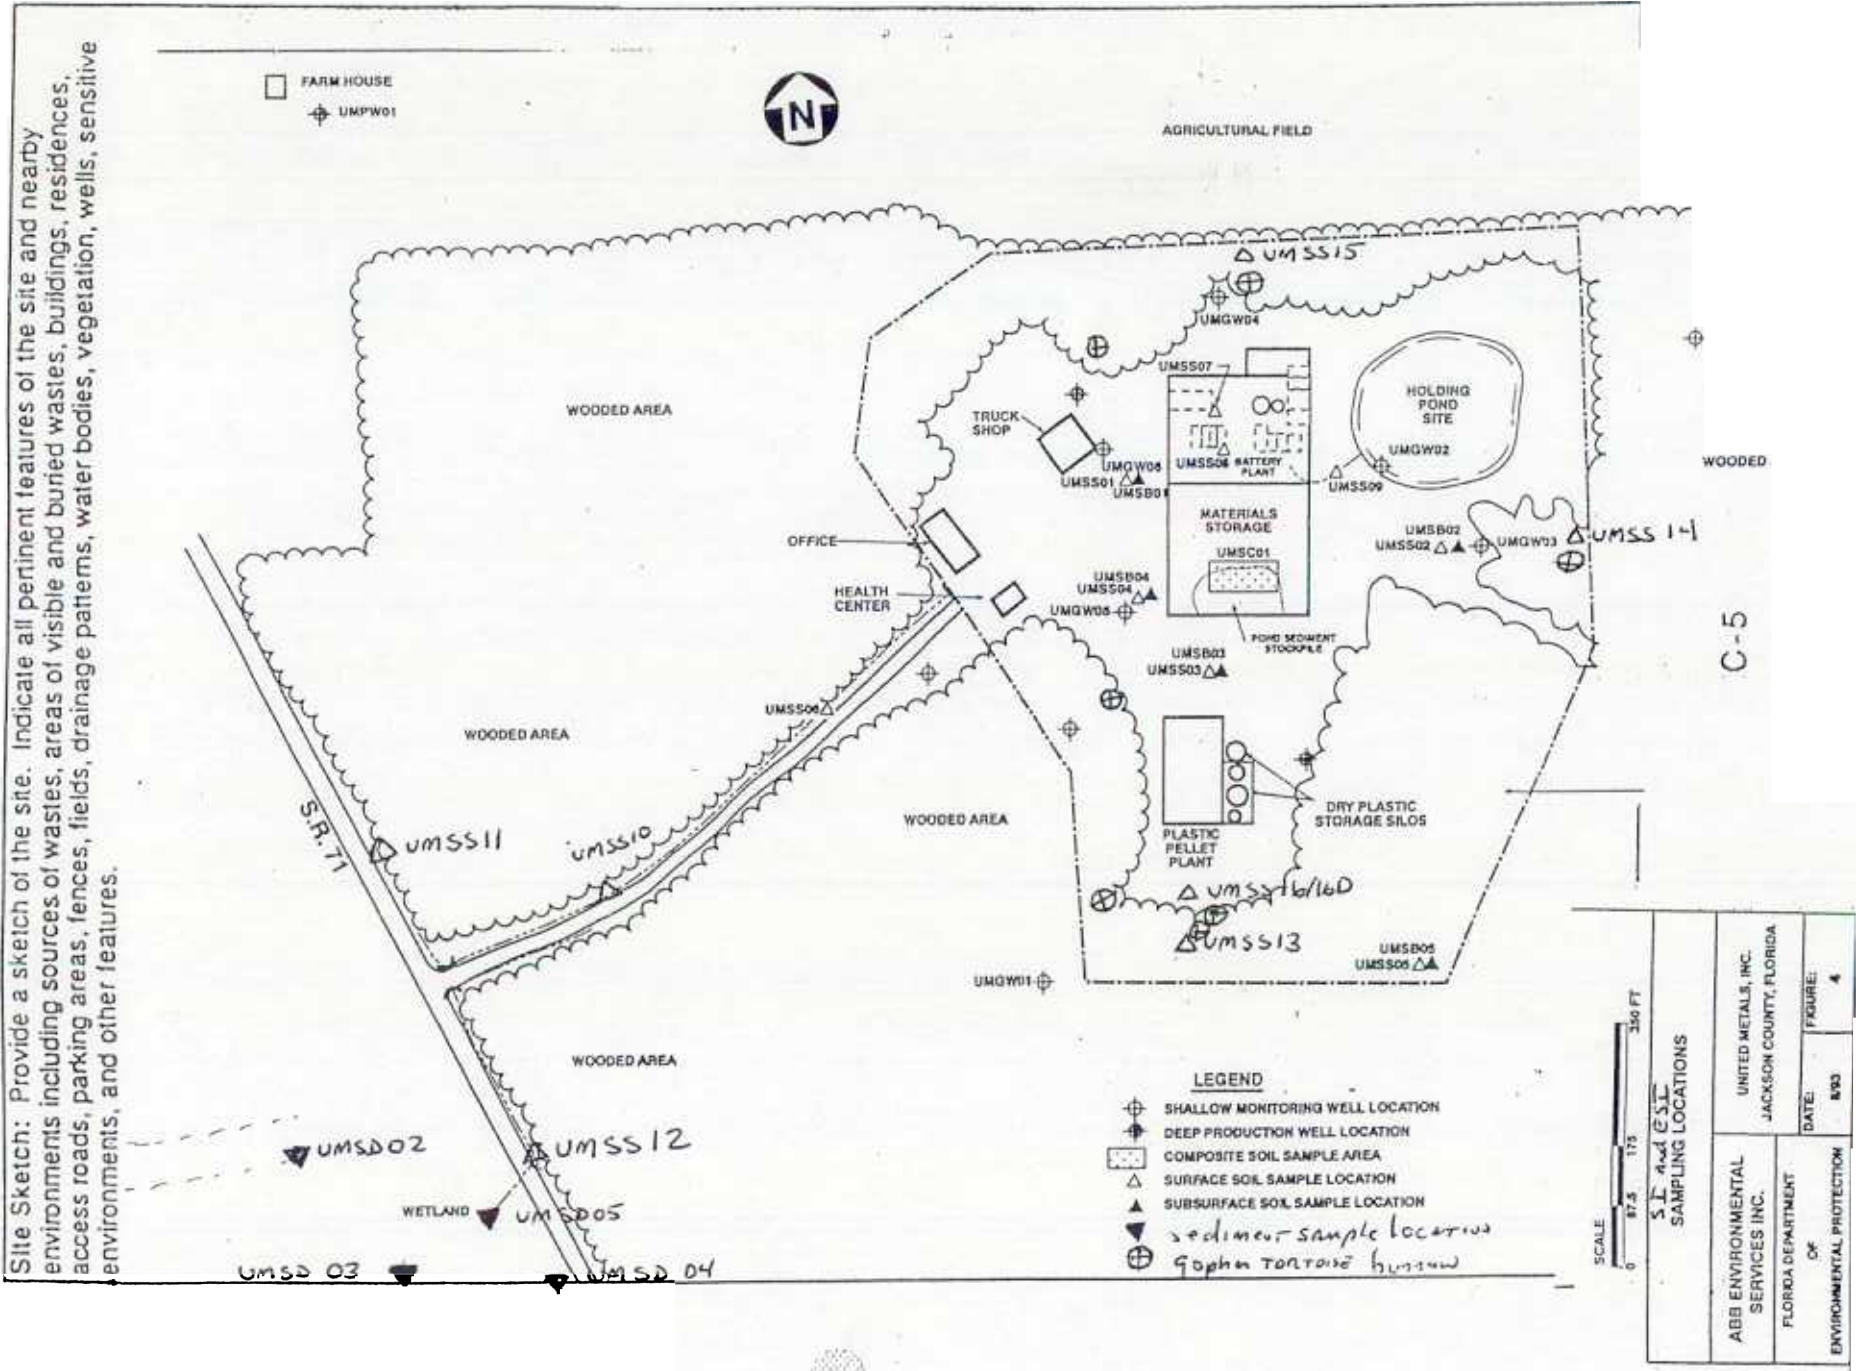 Site Sketch: Provide a sketch of the site. Indicate all pertinent features of the site and nearby
environments including sources of wastes, areas of visible and buried wastes, buildings, residences,
access roads, parking areas, fences, fields, drainage patterns, water bodies, vegetation, wells, sensitive
environments, and other features.
FARM HOUSE
UMPW01
N
AGRICULTURAL FIELD
UMSS15
UMGW04
WOODED AREA
UMSS07
TRUCK
SHOP
HOLDING
POND
SITE
UMGW02
WOODED
UMSS01
UMSB01
BATTERY
PLANT
UMSS09
OFFICE
MATERIALS
STORAGE
UMSC01
UMSB02
UMSS02
UMGW03
UMSS 14
HEALTH
CENTER
UMSB04
UMSS04
POND SEDIMENT
STOCKPILE
C-5
UMSB03
UMSS03
WOODED AREA
S.R. 71
UMSS11
UMSS10
WOODED AREA
DRY PLASTIC
STORAGE SILOS
PLASTIC
PELLET
PLANT
UMSS16/16D
UMSS13
UMSB05
UMSS05
UMGW01
WOODED AREA
UMSD02
UMSS12
WETLAND
UMSD05
UMSD 03
UMSD 04
LEGEND
SHALLOW MONITORING WELL LOCATION
DEEP PRODUCTION WELL LOCATION
COMPOSITE SOIL SAMPLE AREA
SURFACE SOIL SAMPLE LOCATION
SUBSURFACE SOIL SAMPLE LOCATION
sediment sample location
Gopher TORTOISE burrow
SCALE
0 87.5 175 350 FT
SI and ESI
SAMPLING LOCATIONS
UNITED METALS, INC.
JACKSON COUNTY, FLORIDA
ABB ENVIRONMENTAL
SERVICES INC.
FLORIDA DEPARTMENT
OF
ENVIRONMENTAL PROTECTION
DATE: 8/93
FIGURE: 4